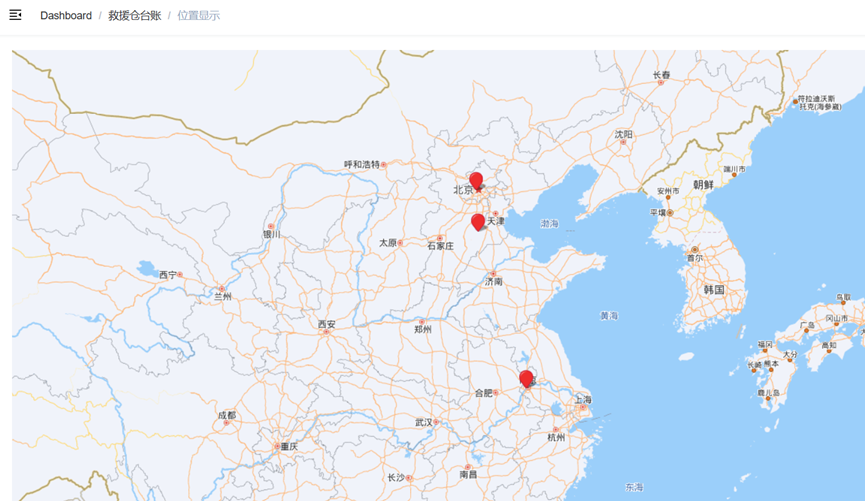 Dashboard / 救援仓台账 / 位置显示
长春
符拉迪沃斯
托克(海參藏)
沈阳
呼和浩特
端川市
北京
朝鲜
安州市
天津
平壤
渤海
银川
太原
石家庄
首尔
西宁
济南
韩国
兰州
鸟取
黄海
西安
郑州
广岛
冈山市
福冈
高知
大分
长崎
熊本
合肥
鹿儿岛
上海
成都
武汉
杭州
重庆
南昌
长沙
东海